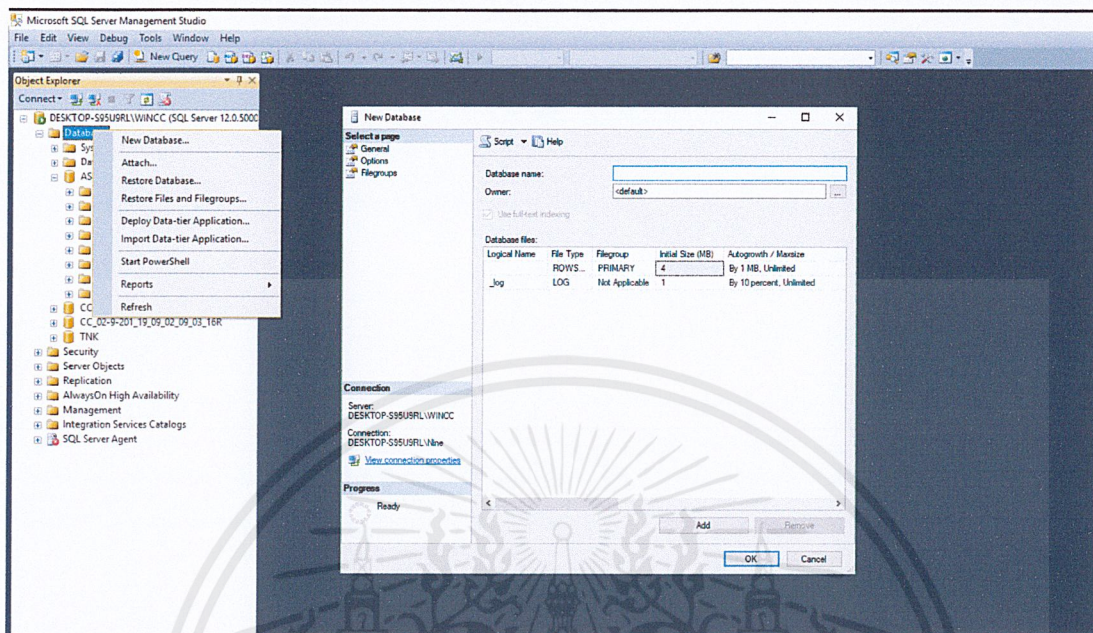 Microsoft SQL Server Management Studio
File Edit View Debug Tools Window Help
New Query
Object Explorer
Connect
DESKTOP-S95U9RL\WINCC (SQL Server 12.0.5000
Databa
Sys
Da
AS
CC
CC_02-9-201_19_09_02_09_03_16R
TNK
Security
Server Objects
Replication
AlwaysOn High Availability
Management
Integration Services Catalogs
SQL Server Agent
New Database...
Attach...
Restore Database...
Restore Files and Filegroups...
Deploy Data-tier Application...
Import Data-tier Application...
Start PowerShell
Reports
Refresh
New Database
Select a page
General
Options
Filegroups
Script Help
Database name:
Owner: <default> ...
Use full-text indexing
Database files:
Logical Name File Type Filegroup Initial Size (MB) Autogrowth / Maxsize
ROWS... PRIMARY 4 By 1 MB, Unlimited
_log LOG Not Applicable 1 By 10 percent, Unlimited
Connection
Server:
DESKTOP-S95U9RL\WINCC
Connection:
DESKTOP-S95U9RL\Nine
View connection properties
Progress
Ready
Add Remove
OK Cancel